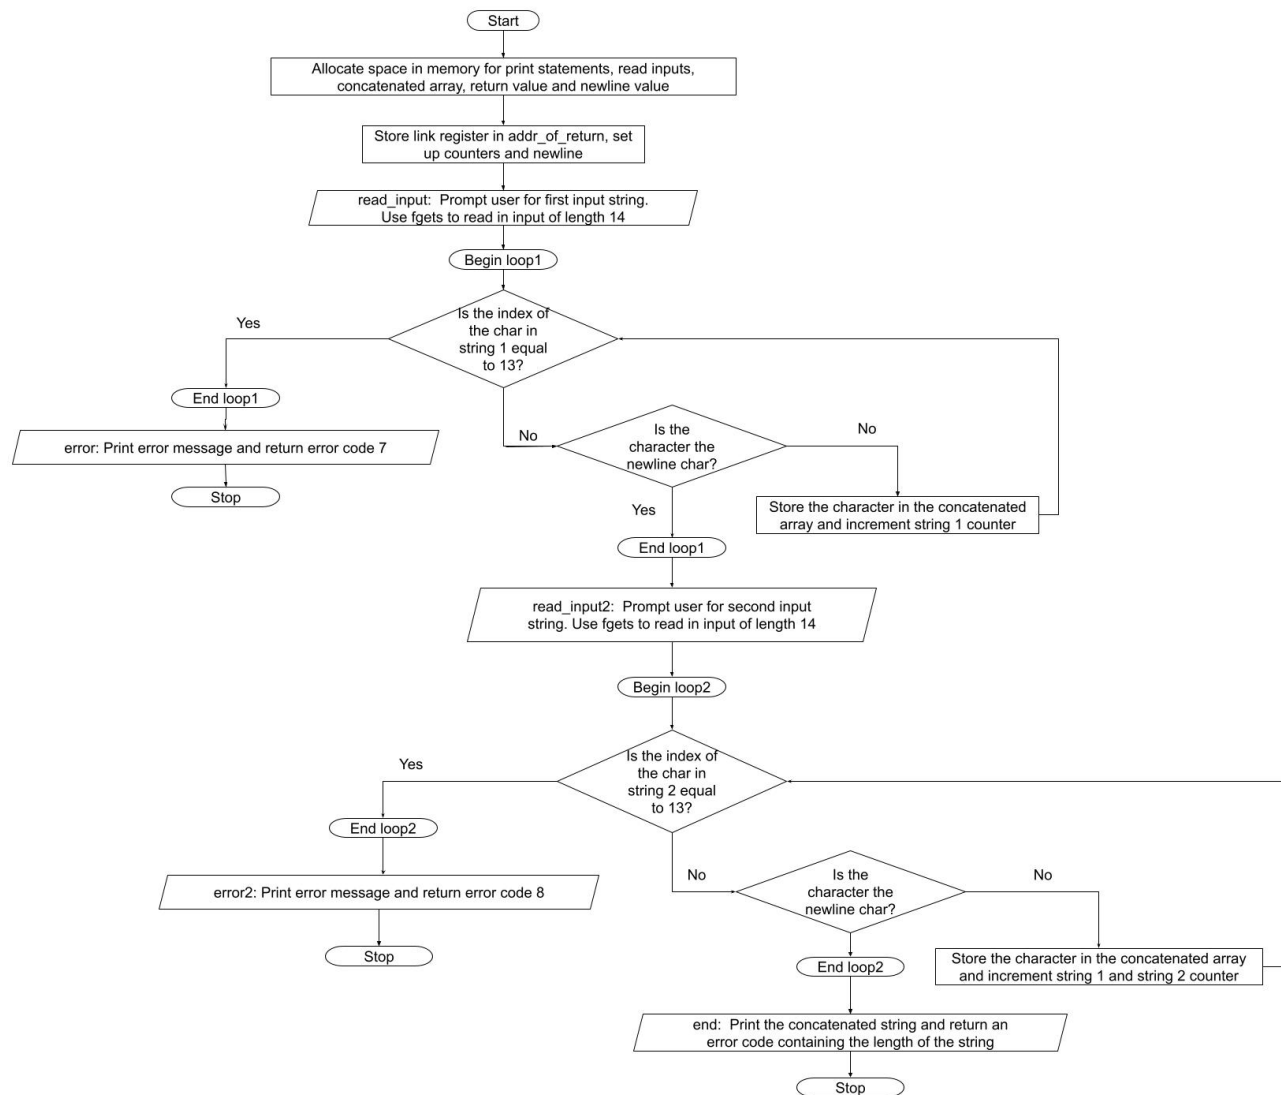 Start
Allocate space in memory for print statements, read inputs,
concatenated array, return value and newline value
Store link register in addr_of_return, set
up counters and newline
read_input:  Prompt user for first input string.
Use fgets to read in input of length 14
Begin loop1
Is the index of
the char in
string 1 equal
to 13?
Yes
End loop1
error: Print error message and return error code 7
Stop
No
Is the
character the
newline char?
No
Store the character in the concatenated
array and increment string 1 counter
Yes
End loop1
read_input2:  Prompt user for second input
string. Use fgets to read in input of length 14
Begin loop2
Is the index of
the char in
string 2 equal
to 13?
Yes
End loop2
error2: Print error message and return error code 8
Stop
No
Is the
character the
newline char?
No
Store the character in the concatenated array
and increment string 1 and string 2 counter
End loop2
end:  Print the concatenated string and return an
error code containing the length of the string
Stop